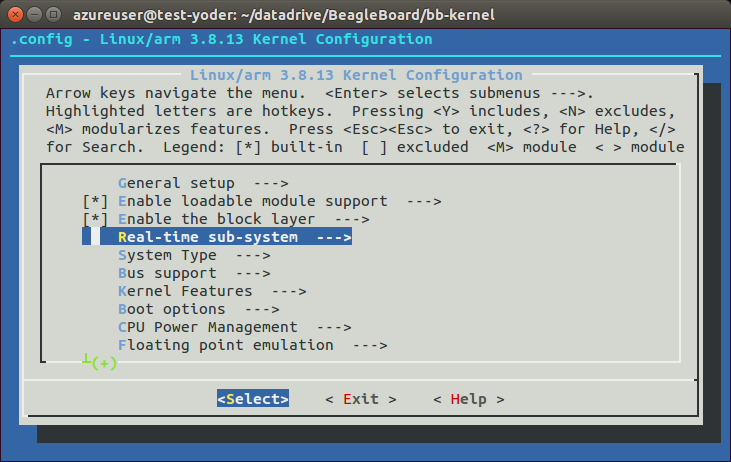 azureuser@test-yoder: ~/datadrive/BeagleBoard/bb-kernel
.config - Linux/arm 3.8.13 Kernel Configuration
Linux/arm 3.8.13 Kernel Configuration
Arrow keys navigate the menu.  <Enter> selects submenus --->.
Highlighted letters are hotkeys.  Pressing <Y> includes, <N> excludes,
<M> modularizes features.  Press <Esc><Esc> to exit, <?> for Help, </>
for Search.  Legend: [*] built-in  [ ] excluded  <M> module  < > module
General setup  --->
[*] Enable loadable module support  --->
[*] Enable the block layer  --->
Real-time sub-system  --->
System Type  --->
Bus support  --->
Kernel Features  --->
Boot options  --->
CPU Power Management  --->
Floating point emulation  --->
(+)
<Select>    < Exit >    < Help >